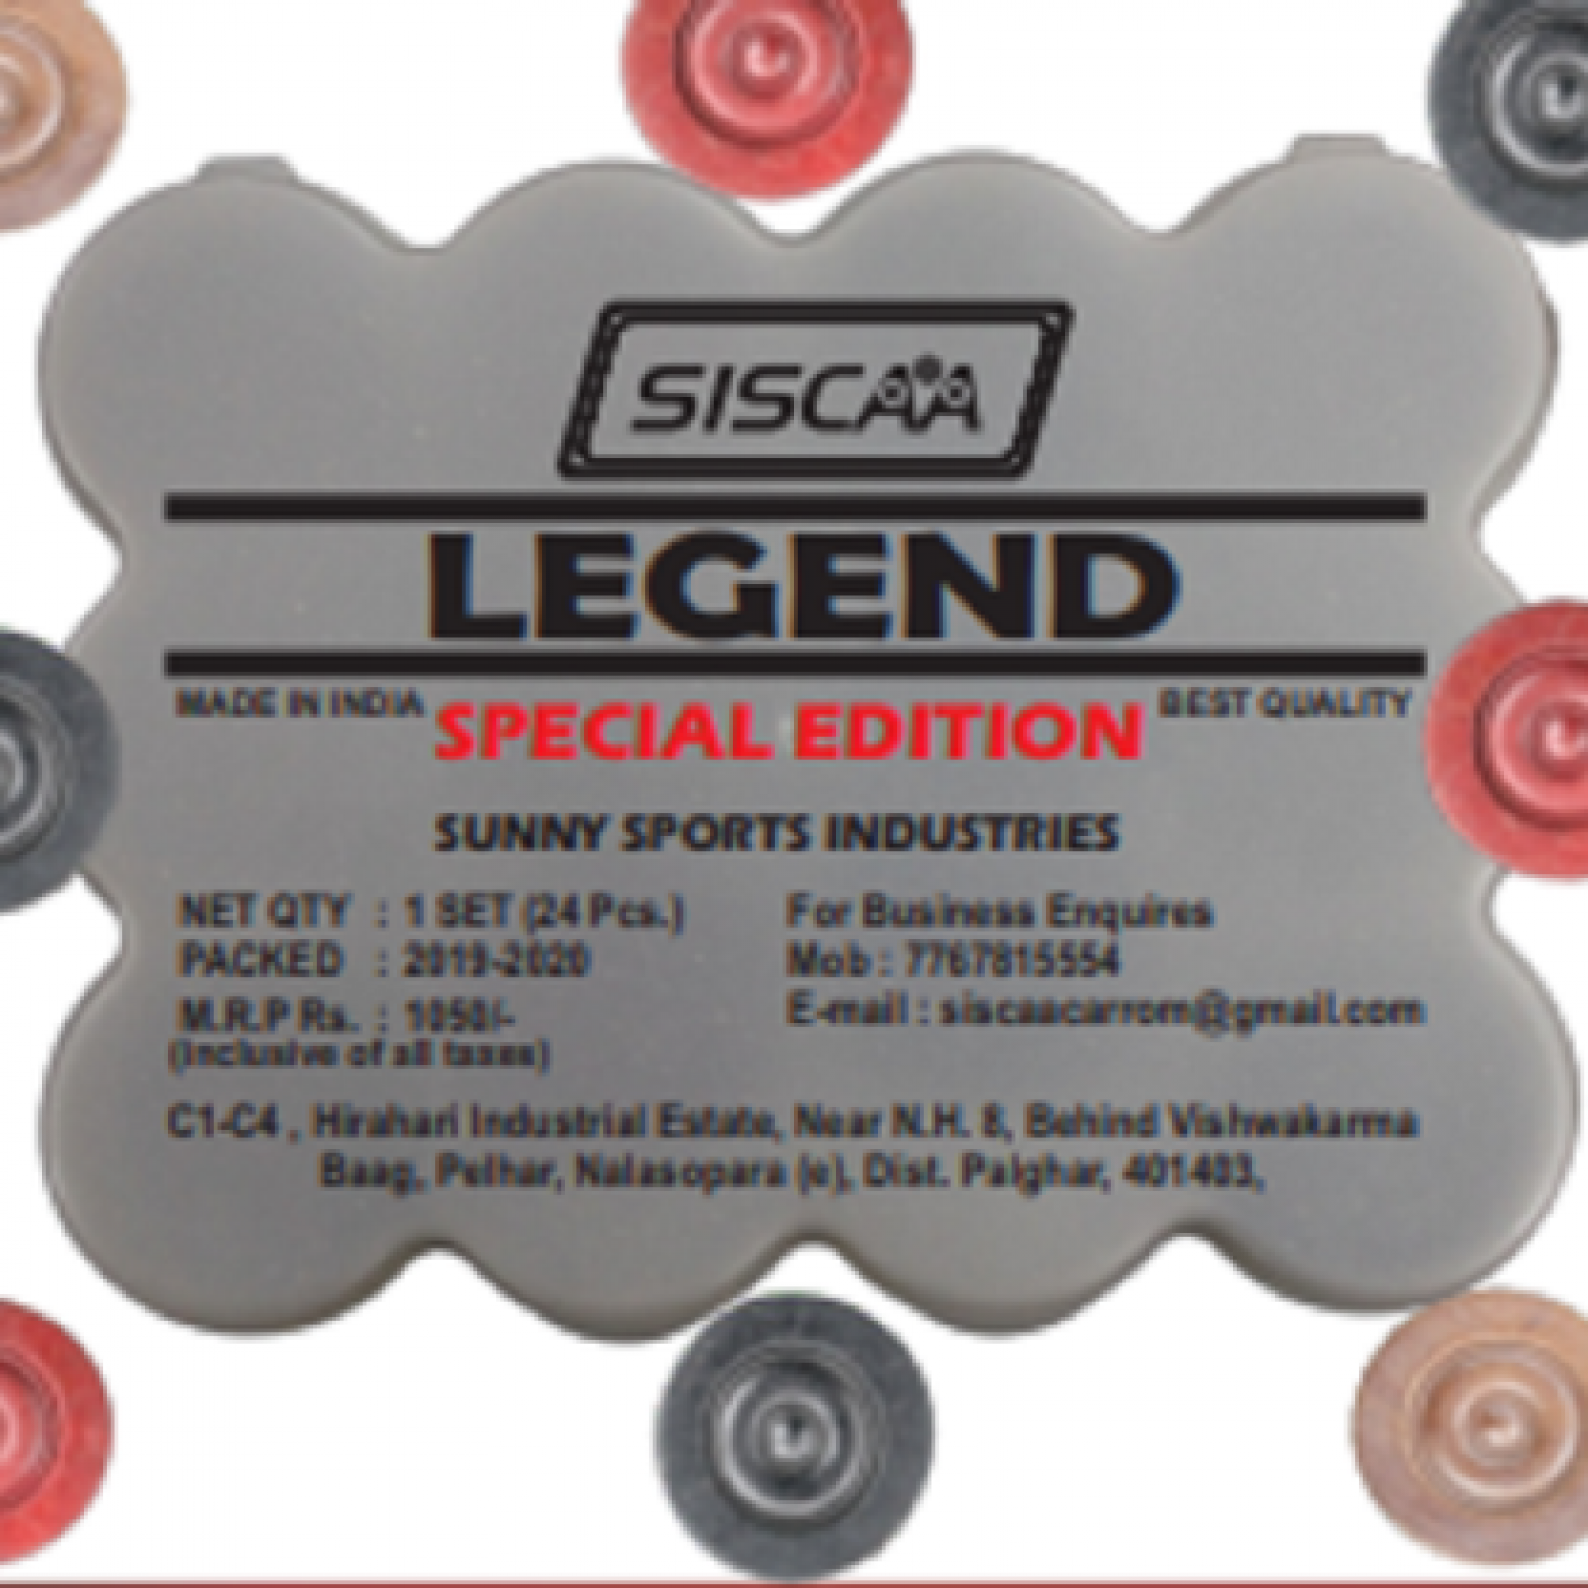 SISCAA
LEGEND
MADE IN INDIA SPECIAL EDITION BEST QUALITY
SUNNY SPORTS INDUSTRIES
NET QTY : 1 SET (24 Pcs.)
PACKED : 2019-2020
M.R.P Rs. : 1050/-
(inclusive of all taxes)
For Business Enquires
Mob : 7767815554
E-mail : siscaacarrom@gmail.com
C1-C4 , Hirahari Industrial Estate, Near N.H. 8, Behind Vishwakarma
Baag, Pelhar, Nalasopara (e), Dist. Palghar, 401403,